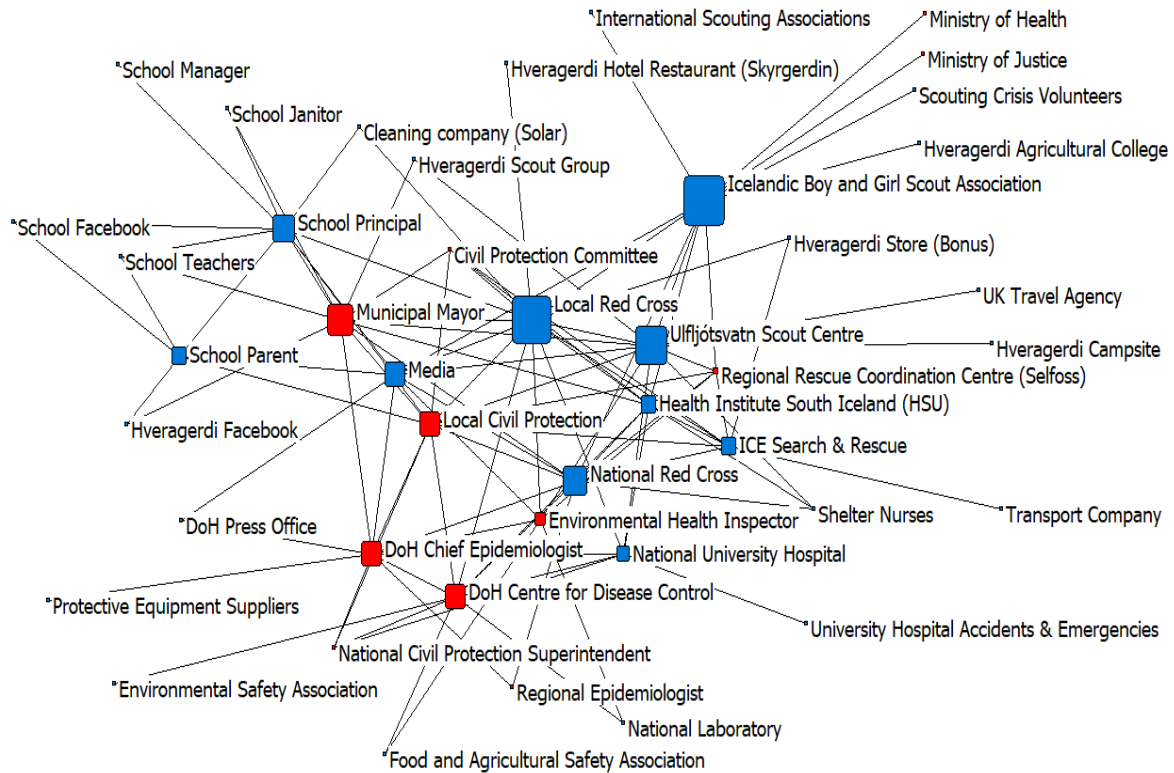 International Scouting Associations
Ministry of Health
Ministry of Justice
School Manager
Hveragerdi Hotel Restaurant (Skyrgerdin)
Scouting Crisis Volunteers
School Janitor
Cleaning company (Solar)
Hveragerdi Agricultural College
Hveragerdi Scout Group
Icelandic Boy and Girl Scout Association
School Facebook
School Principal
Hveragerdi Store (Bonus)
School Teachers
Civil Protection Committee
UK Travel Agency
Municipal Mayor
Local Red Cross
Ulfljótsvatn Scout Centre
Hveragerdi Campsite
School Parent
Media
Regional Rescue Coordination Centre (Selfoss)
Health Institute South Iceland (HSU)
Hveragerdi Facebook
Local Civil Protection
ICE Search & Rescue
National Red Cross
DoH Press Office
Environmental Health Inspector
Shelter Nurses
Transport Company
DoH Chief Epidemiologist
National University Hospital
DoH Centre for Disease Control
Protective Equipment Suppliers
University Hospital Accidents & Emergencies
National Civil Protection Superintendent
Environmental Safety Association
Regional Epidemiologist
National Laboratory
Food and Agricultural Safety Association